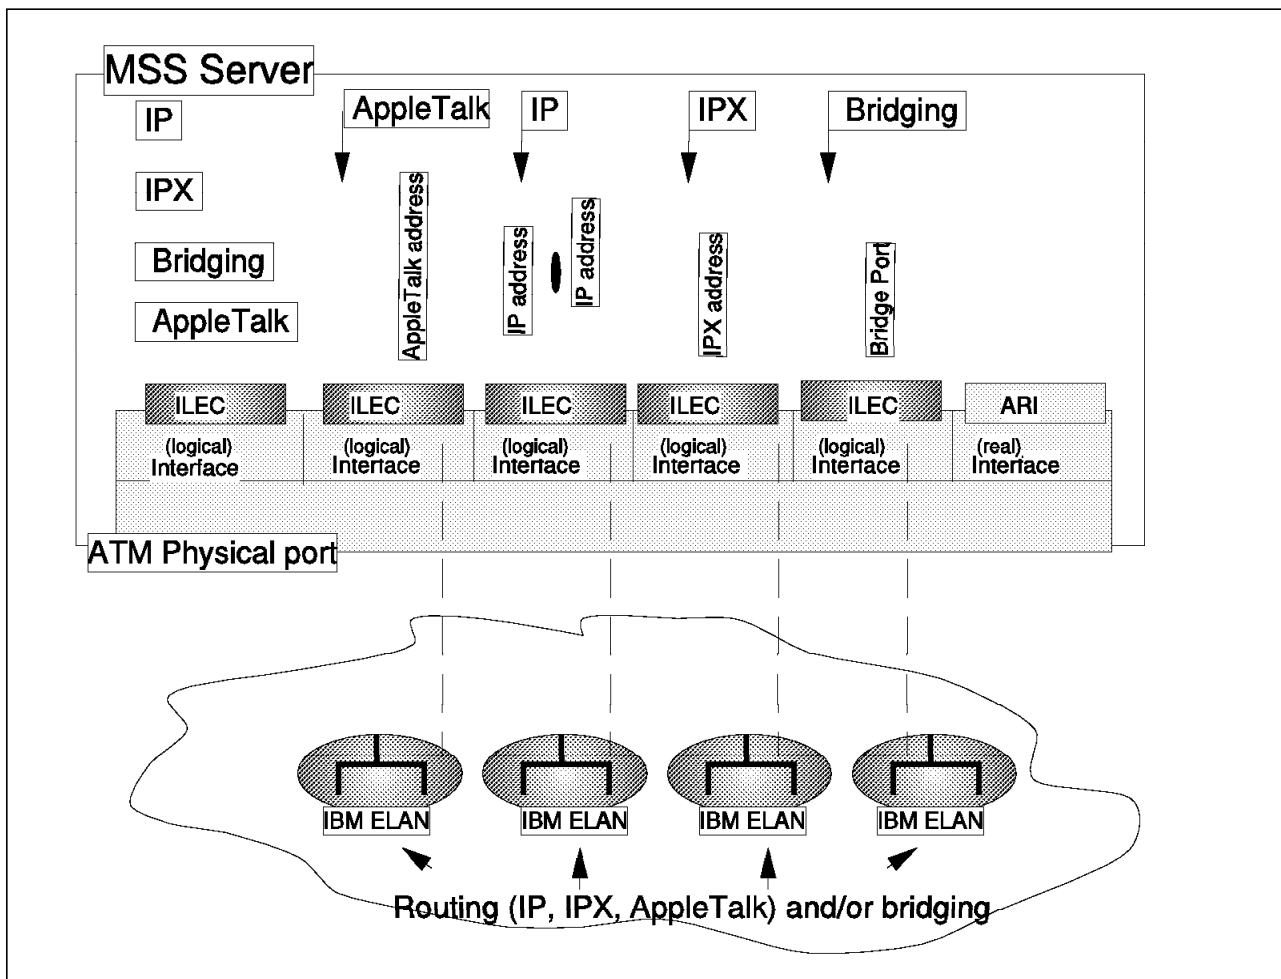 MSS Server
IP
AppleTalk
IP
IPX
Bridging
IPX
Bridging
AppleTalk
AppleTalk address
IP address
IP address
IPX address
Bridge Port
ILEC
ILEC
ILEC
ILEC
ILEC
ARI
(logical)
Interface
(logical)
Interface
(logical)
Interface
(logical)
Interface
(logical)
Interface
(real)
Interface
ATM Physical port
IBM ELAN
IBM ELAN
IBM ELAN
IBM ELAN
Routing (IP, IPX, AppleTalk) and/or bridging